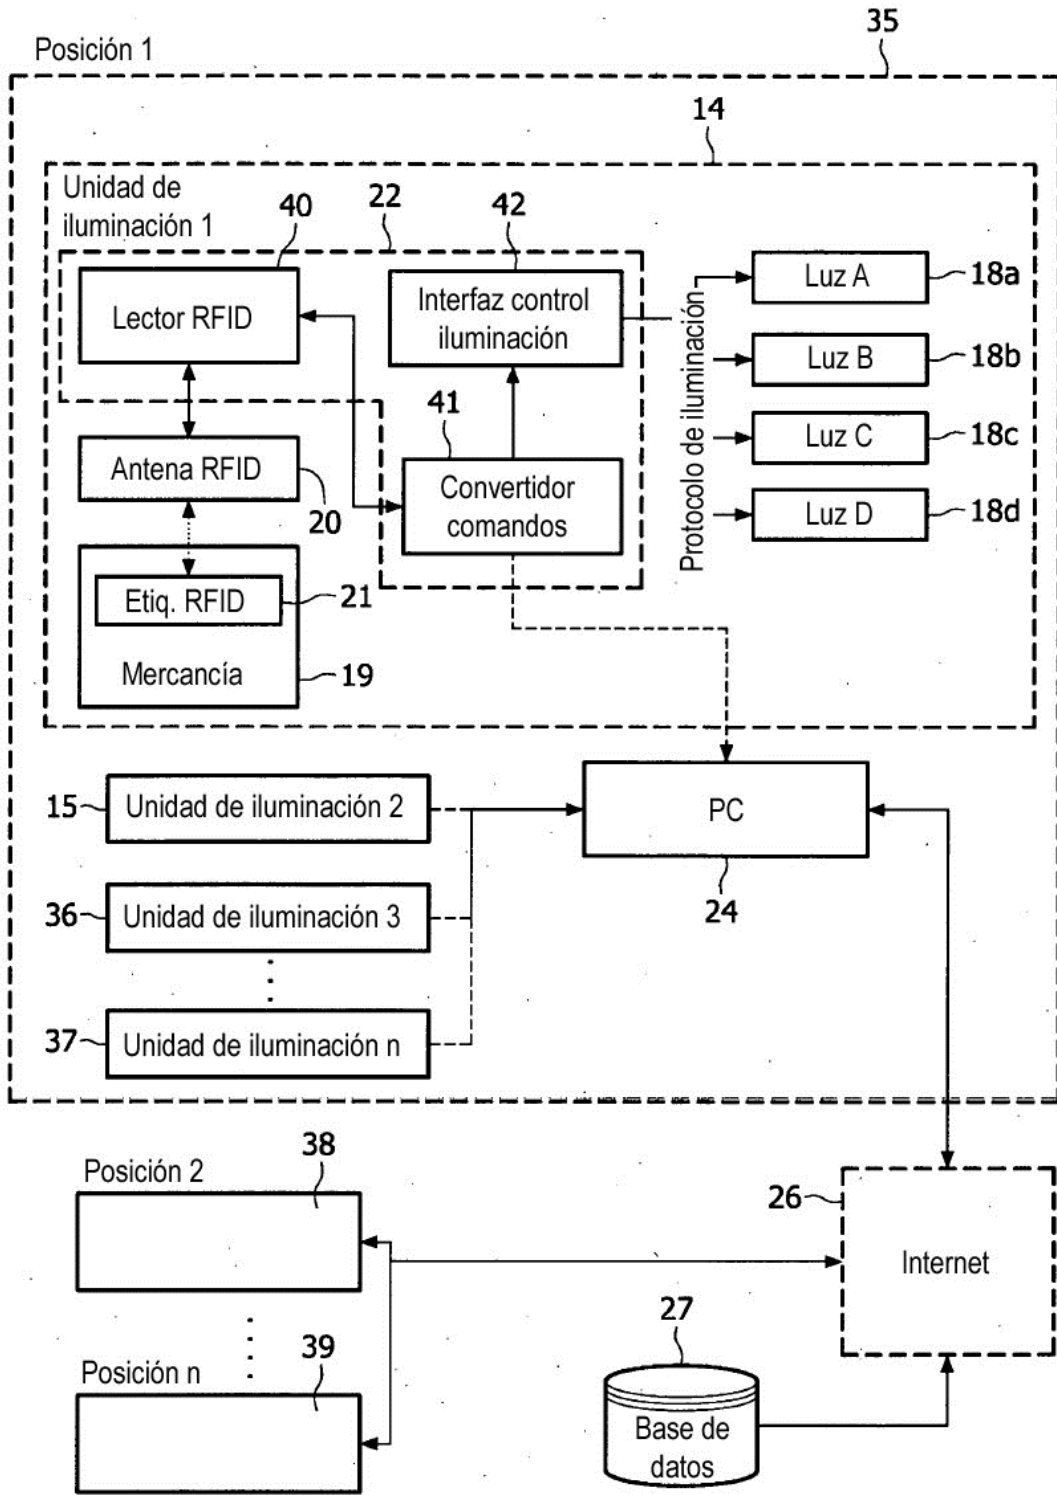 35
Posición 1
14
Unidad de
iluminación 1
40
22
42
Lector RFID
Interfaz control
iluminación
Protocolo de iluminación
Luz A
18a
Luz B
18b
Luz C
18c
Luz D
18d
41
Convertidor
comandos
Antena RFID
20
Etiq. RFID
21
Mercancía
19
15
Unidad de iluminación 2
PC
24
36
Unidad de iluminación 3
37
Unidad de iluminación n
Posición 2
38
26
Internet
Posición n
39
27
Base de
datos